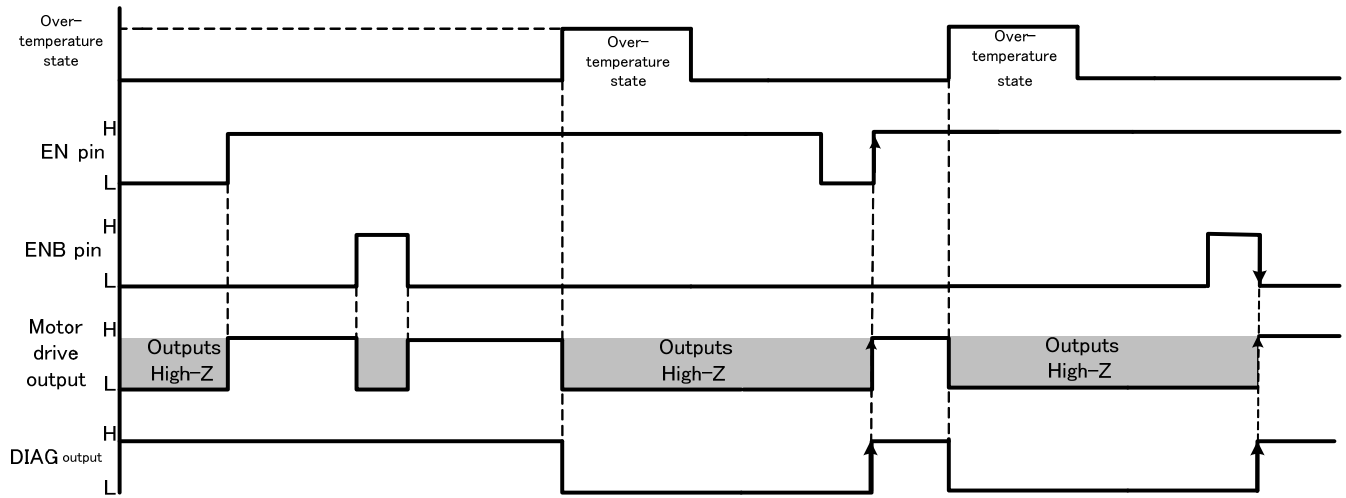 Over-
temperature
state
Over-
temperature
state
Over-
temperature
state
H
EN pin
L
H
ENB pin
L
Motor
drive
output
H
L
Outputs
High-Z
Outputs
High-Z
Outputs
High-Z
H
DIAG output
L